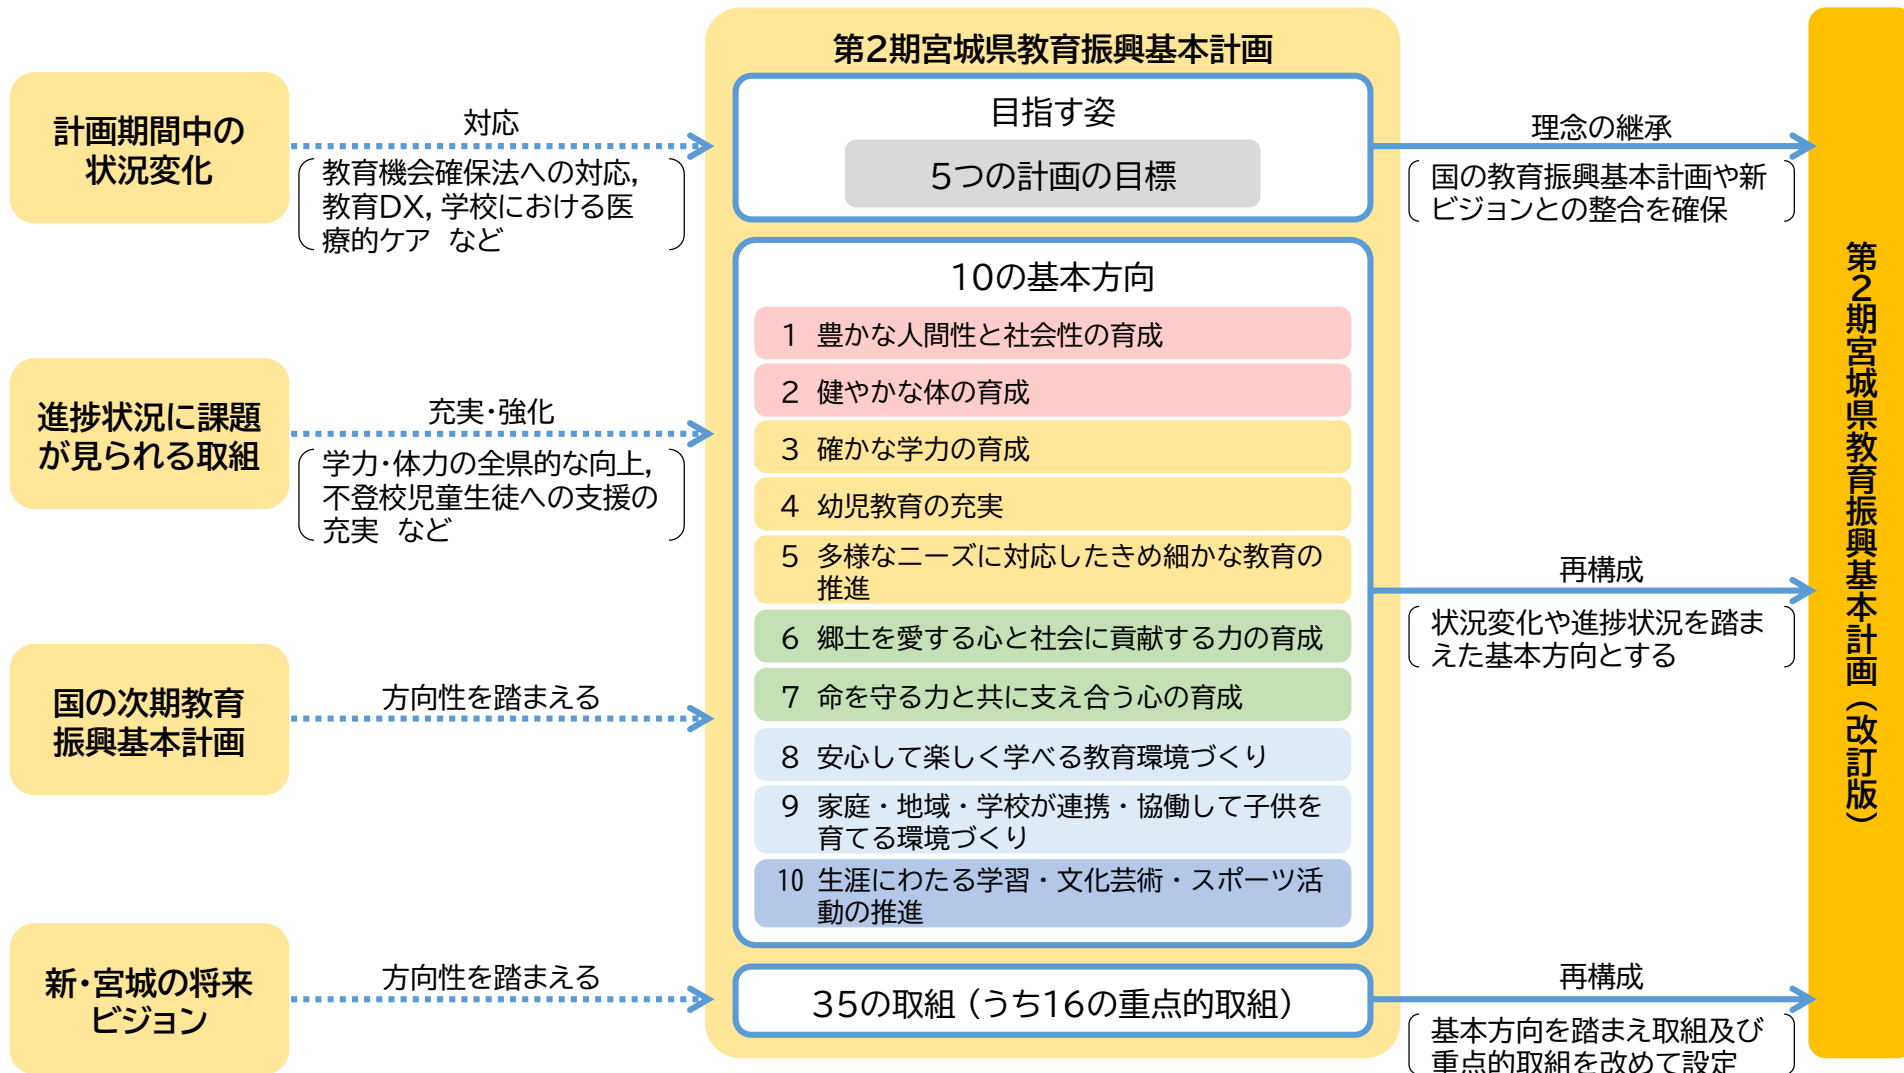 計画期間中の
状況変化
対応
教育機会確保法への対応,
教育DX, 学校における医
療的ケア など
進捗状況に課題
が見られる取組
充実・強化
学力・体力の全県的な向上,
不登校児童生徒への支援の
充実 など
国の次期教育
振興基本計画
方向性を踏まえる
新・宮城の将来
ビジョン
方向性を踏まえる
第2期宮城県教育振興基本計画
目指す姿
5つの計画の目標
10の基本方向
1 豊かな人間性と社会性の育成
2 健やかな体の育成
3 確かな学力の育成
4 幼児教育の充実
5 多様なニーズに対応したきめ細かな教育の
推進
6 郷土を愛する心と社会に貢献する力の育成
7 命を守る力と共に支え合う心の育成
8 安心して楽しく学べる教育環境づくり
9 家庭・地域・学校が連携・協働して子供を
育てる環境づくり
10 生涯にわたる学習・文化芸術・スポーツ活
動の推進
35の取組（うち16の重点的取組）
理念の継承
国の教育振興基本計画や新
ビジョンとの整合を確保
再構成
状況変化や進捗状況を踏ま
えた基本方向とする
再構成
基本方向を踏まえ取組及び
重点的取組を改めて設定
第2期宮城県教育振興基本計画（改訂版）